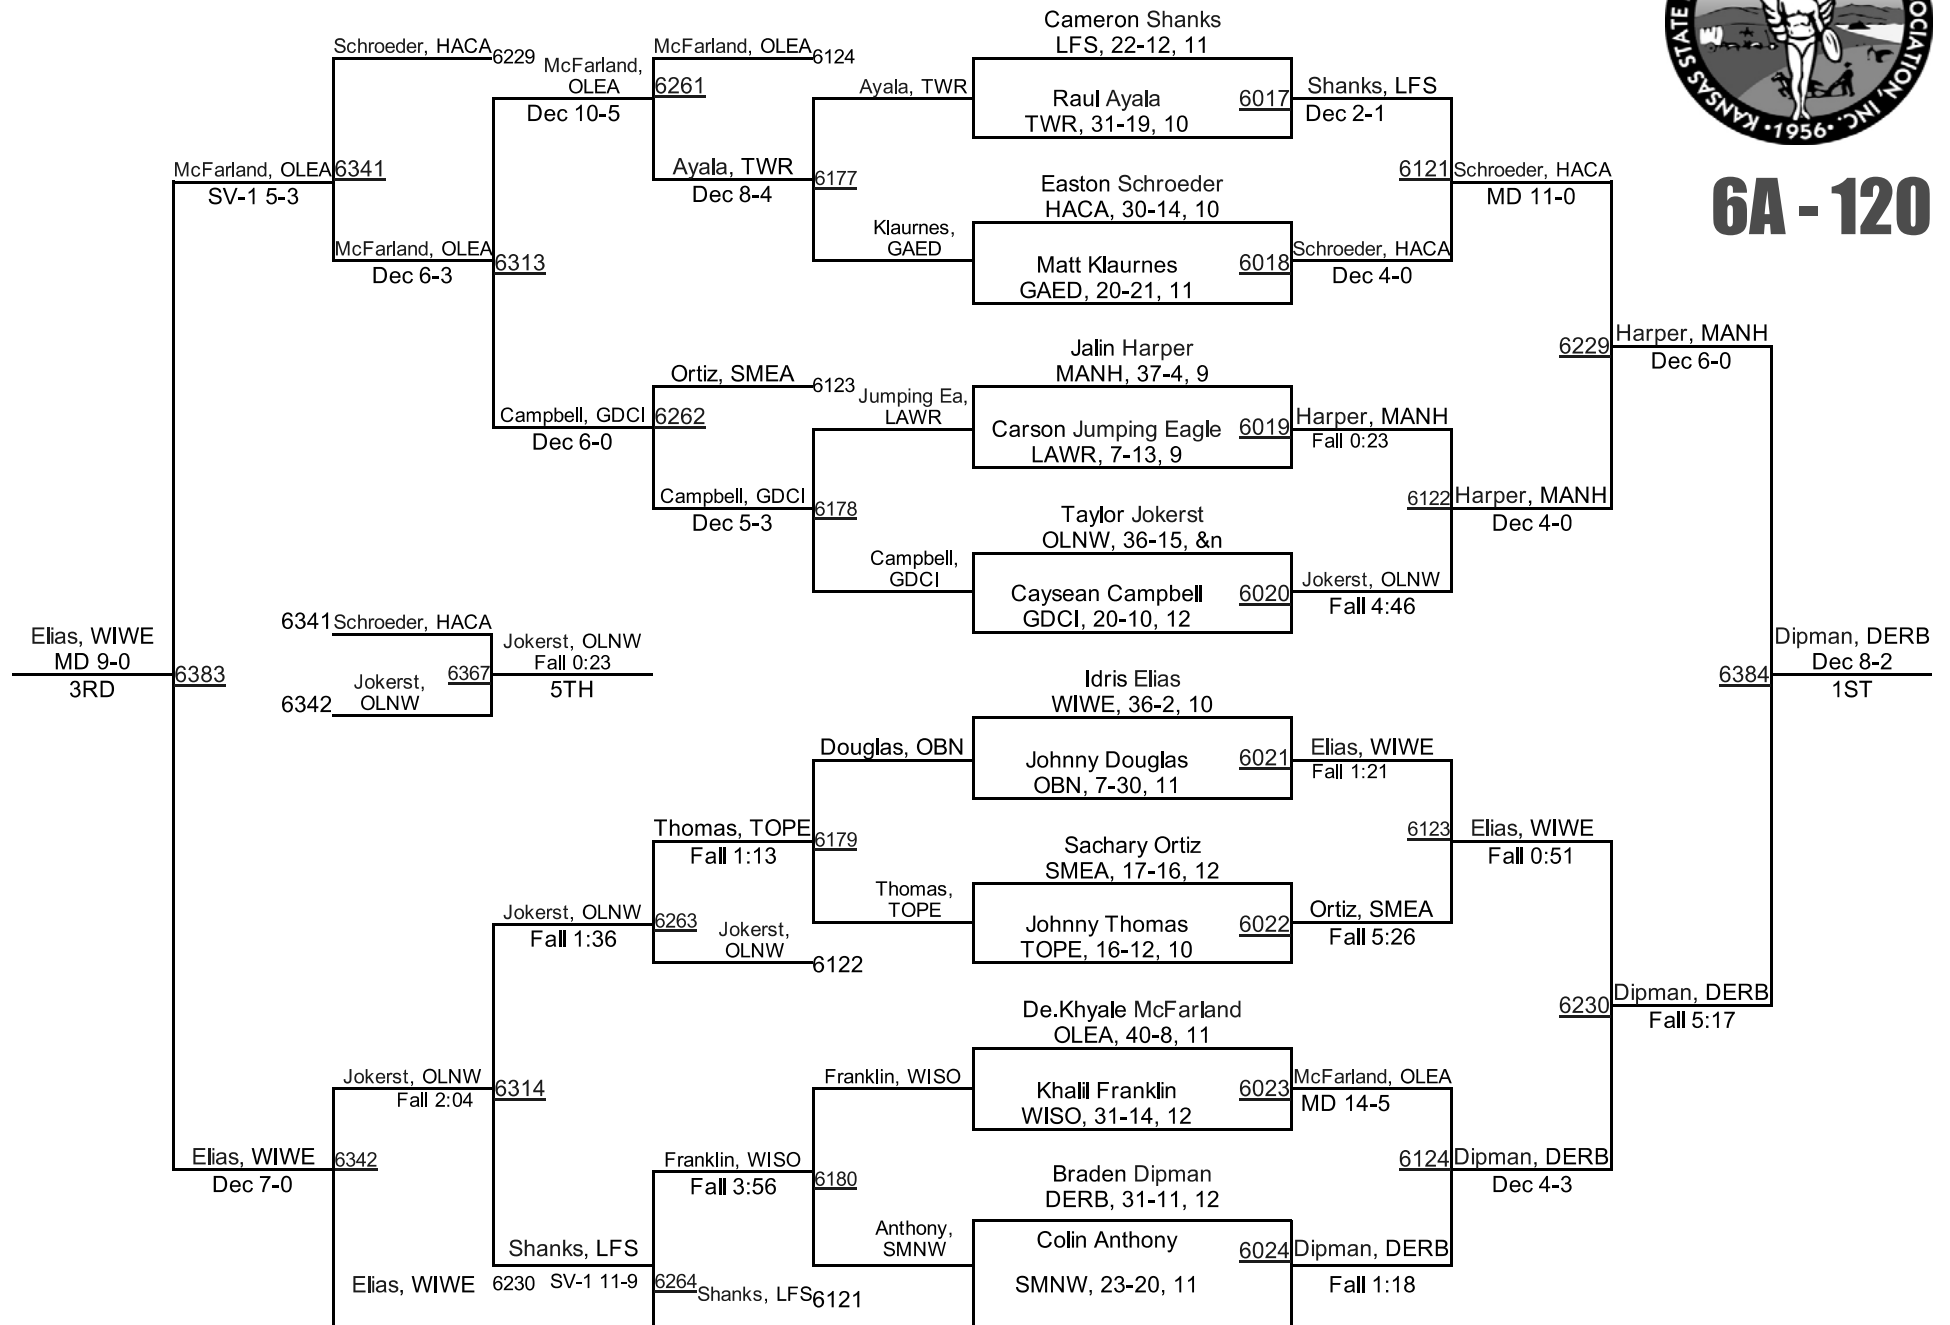 Cameron Shanks
LFS, 22-12, 11
KANSAS STATE
OCIATION, INC.
•1956•
6A - 120
Schroeder, HACA
6229
McFarland,
OLEA
Dec 10-5
McFarland, OLEA
6124
6261
Ayala, TWR
Raul Ayala
TWR, 31-19, 10
6017
Shanks, LFS
Dec 2-1
McFarland, OLEA
SV-1 5-3
6341
Ayala, TWR
Dec 8-4
6177
Easton Schroeder
HACA, 30-14, 10
6121
Schroeder, HACA
MD 11-0
McFarland, OLEA
Dec 6-3
6313
Klaurnes,
GAED
Matt Klaurnes
GAED, 20-21, 11
6018
Schroeder, HACA
Dec 4-0
Jalin Harper
MANH, 37-4, 9
6229
Harper, MANH
Dec 6-0
Ortiz, SMEA
6123
Jumping Ea,
LAWR
Campbell, GDCI
Dec 6-0
6262
Carson Jumping Eagle
LAWR, 7-13, 9
6019
Harper, MANH
Fall 0:23
Campbell, GDCI
Dec 5-3
6178
Taylor Jokerst
OLNW, 36-15, &n
6122
Harper, MANH
Dec 4-0
Campbell,
GDCI
Caysean Campbell
GDCI, 20-10, 12
6020
Jokerst, OLNW
Fall 4:46
Elias, WIWE
MD 9-0
3RD
6383
6341
Schroeder, HACA
6342
Jokerst,
OLNW
6367
Jokerst, OLNW
Fall 0:23
5TH
Idris Elias
WIWE, 36-2, 10
6384
Dipman, DERB
Dec 8-2
1ST
Douglas, OBN
Johnny Douglas
OBN, 7-30, 11
6021
Elias, WIWE
Fall 1:21
Thomas, TOPE
Fall 1:13
6179
Sachary Ortiz
SMEA, 17-16, 12
6123
Elias, WIWE
Fall 0:51
Jokerst, OLNW
Fall 1:36
6263
Jokerst,
OLNW
6122
Thomas,
TOPE
Johnny Thomas
TOPE, 16-12, 10
6022
Ortiz, SMEA
Fall 5:26
De.Khyale McFarland
OLEA, 40-8, 11
6230
Dipman, DERB
Fall 5:17
Jokerst, OLNW
Fall 2:04
6314
Franklin, WISO
Khalil Franklin
WISO, 31-14, 12
6023
McFarland, OLEA
MD 14-5
Elias, WIWE
Dec 7-0
6342
Franklin, WISO
Fall 3:56
6180
Braden Dipman
DERB, 31-11, 12
6124
Dipman, DERB
Dec 4-3
Shanks, LFS
SV-1 11-9
Anthony,
SMNW
Colin Anthony
SMNW, 23-20, 11
6024
Dipman, DERB
Fall 1:18
Elias, WIWE
6230
6264
Shanks, LFS
6121